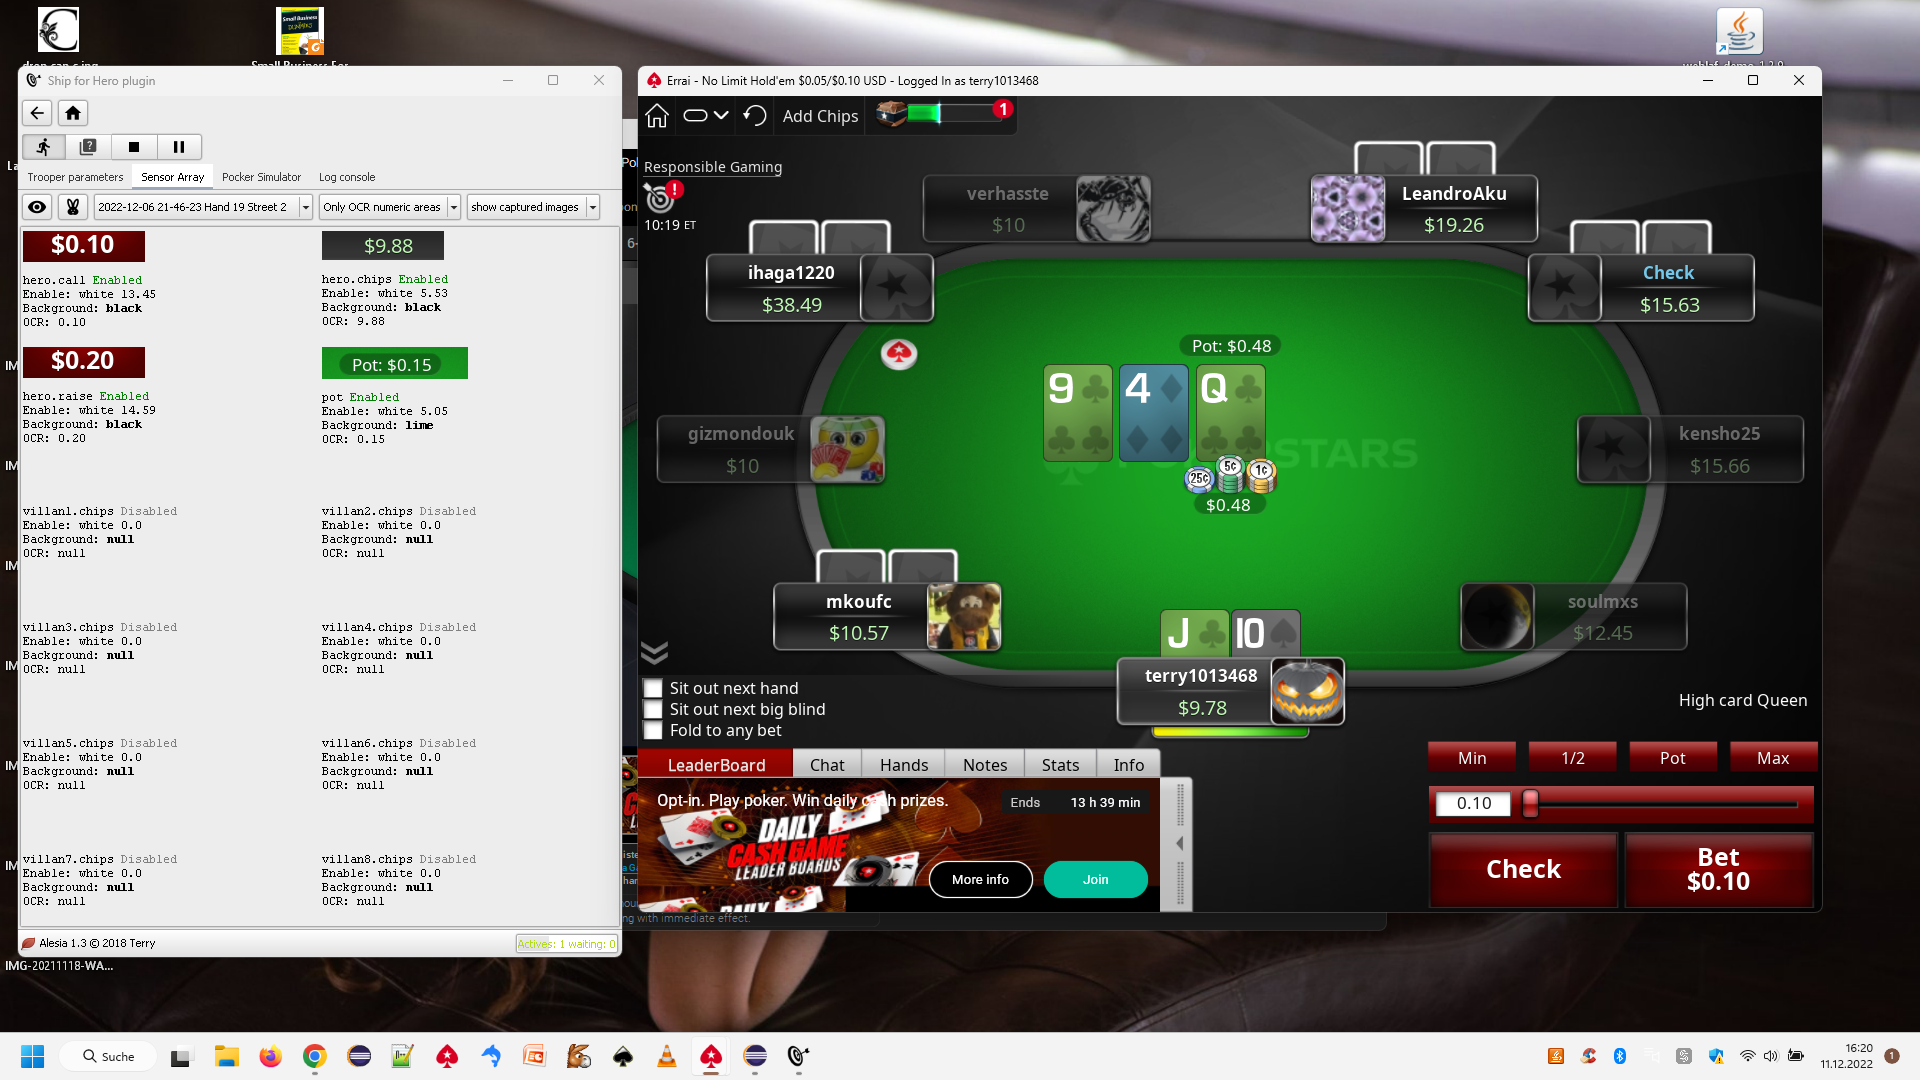 Ship for Hero plugin
Trooper parameters
Sensor Array
Pocker Simulator
Log console
2022-12-06 21-46-23 Hand 19 Street 2
Only OCR numeric areas
show captured images
$0.10
hero.call Enabled
Enable: white 13.45
Background: black
OCR: 0.10
$9.88
hero.chips Enabled
Enable: white 5.53
Background: black
OCR: 9.88
$0.20
hero.raise Enabled
Enable: white 14.59
Background: black
OCR: 0.20
Pot: $0.15
pot Enabled
Enable: white 5.05
Background: lime
OCR: 0.15
villan1.chips Disabled
Enable: white 0.0
Background: null
OCR: null
villan2.chips Disabled
Enable: white 0.0
Background: null
OCR: null
villan3.chips Disabled
Enable: white 0.0
Background: null
OCR: null
villan4.chips Disabled
Enable: white 0.0
Background: null
OCR: null
villan5.chips Disabled
Enable: white 0.0
Background: null
OCR: null
villan6.chips Disabled
Enable: white 0.0
Background: null
OCR: null
villan7.chips Disabled
Enable: white 0.0
Background: null
OCR: null
villan8.chips Disabled
Enable: white 0.0
Background: null
OCR: null
Alesia 1.3 © 2018 Terry
Actives: 1 waiting: 0
IMG-20211118-WA...
Errai - No Limit Hold'em $0.05/$0.10 USD - Logged In as terry1013468
Add Chips
1
Responsible Gaming
10:19 ET
verhasste
$10
LeandroAku
$19.26
ihaga1220
$38.49
Check
$15.63
Pot: $0.48
9
4
Q
gizmondouk
$10
STARS
kensho25
$15.66
25¢
5¢
1¢
$0.48
mkoufc
$10.57
J
10
soulmxs
$12.45
terry1013468
$9.78
Sit out next hand
Sit out next big blind
Fold to any bet
High card Queen
LeaderBoard
Chat
Hands
Notes
Stats
Info
Min
1/2
Pot
Max
Opt-in. Play poker. Win daily cash prizes.
Ends 13 h 39 min
DAILY
CASH GAME
LEADER BOARDS
More info
Join
0.10
Check
Bet
$0.10
ng with immediate effect.
Suche
16:20
11.12.2022
1